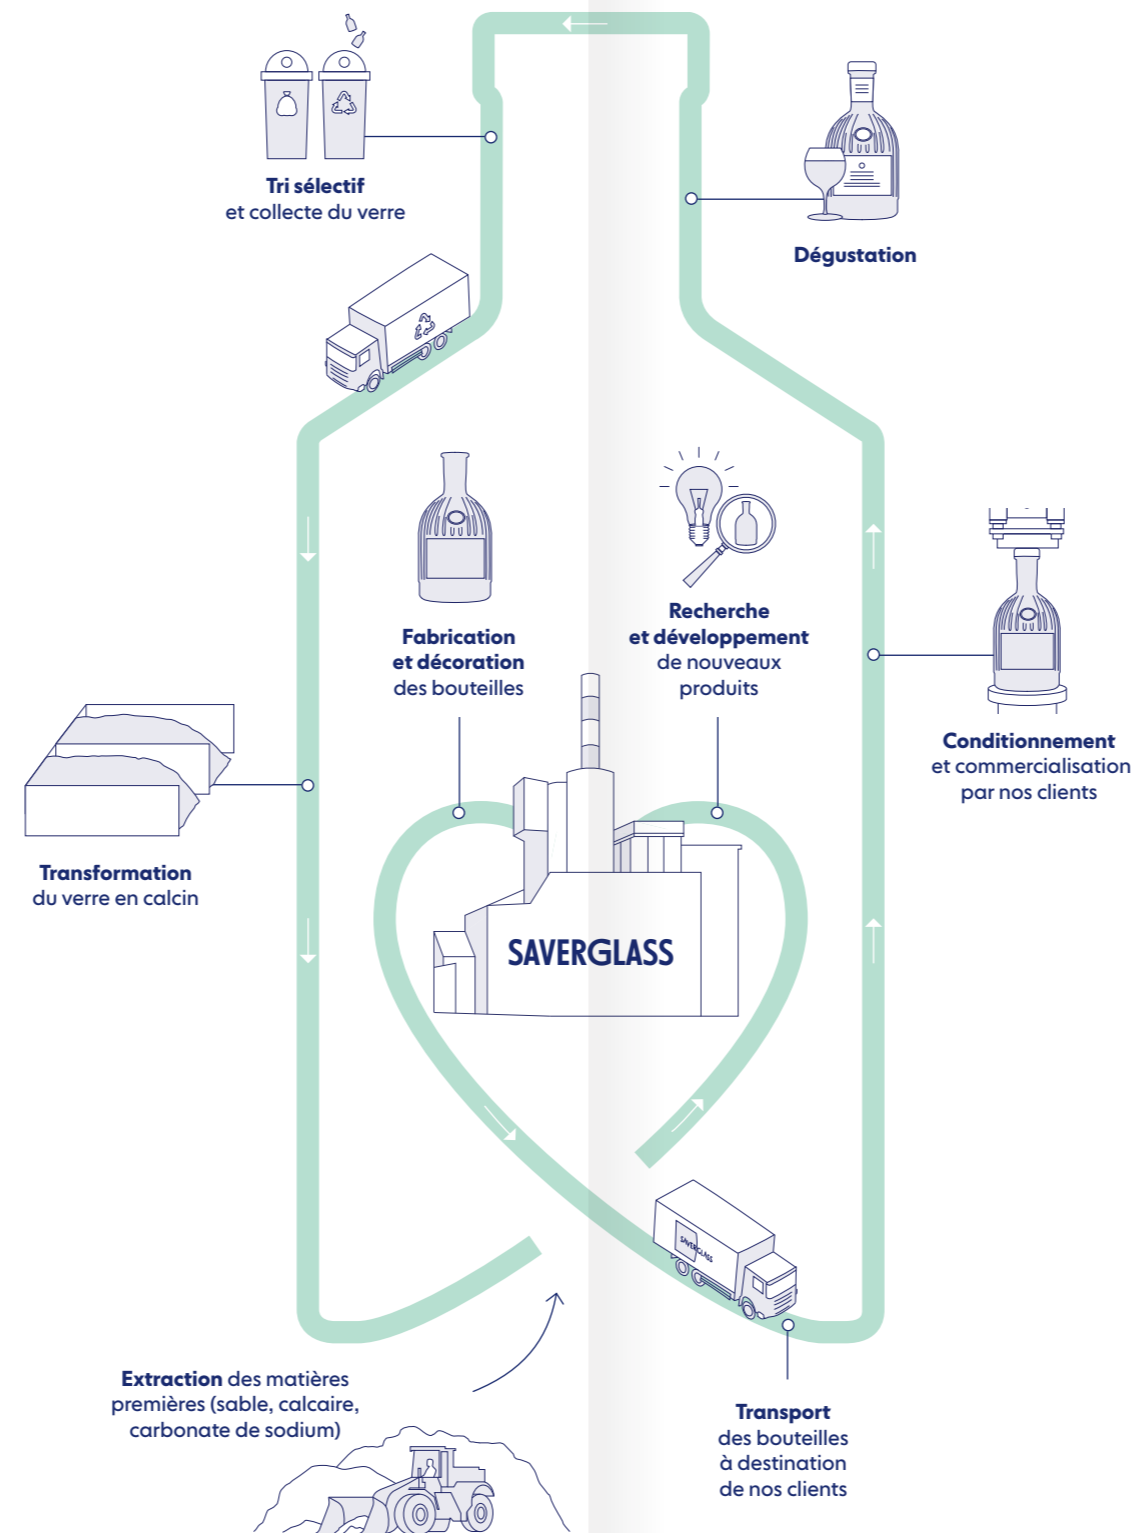 Tri sélectif
et collecte du verre
Dégustation
Fabrication
et décoration
des bouteilles
Recherche
et développement
de nouveaux
produits
Conditionnement
et commercialisation
par nos clients
Transformation
du verre en calcin
SAVERGLASS
SAVERGLASS
Extraction des matières
premières (sable, calcaire,
carbonate de sodium)
Transport
des bouteilles
à destination
de nos clients